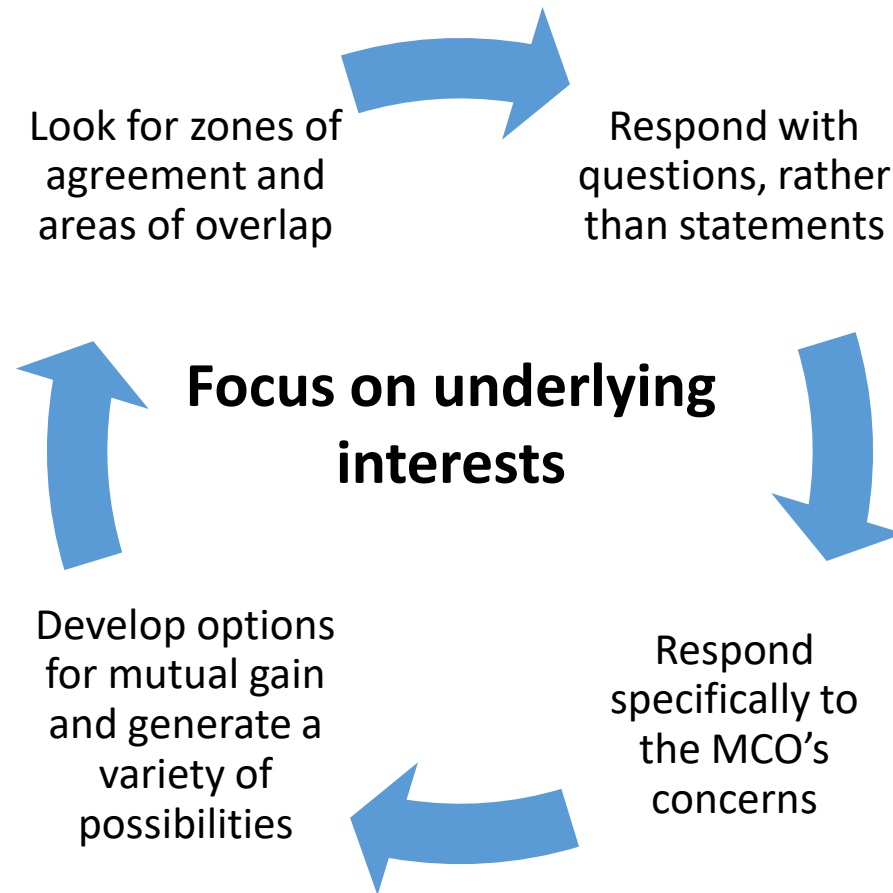 Look for zones of
agreement and
areas of overlap
Respond with
questions, rather
than statements
Focus on underlying
interests
Develop options
for mutual gain
and generate a
variety of
possibilities
Respond
specifically to
the MCO’s
concerns